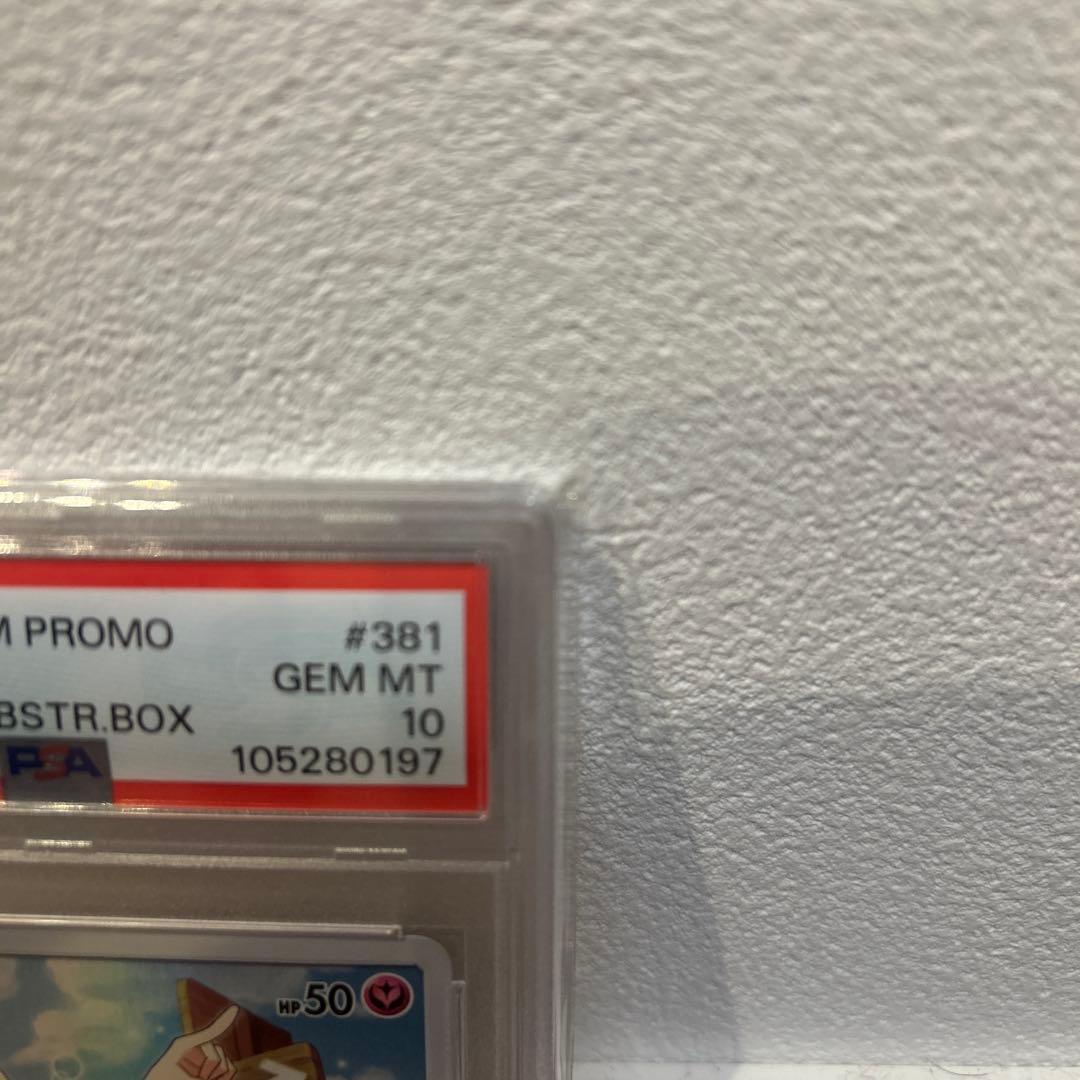 M PROMO #381
GEM MT
BSTR.BOX 10
PSA 105280197
HP50